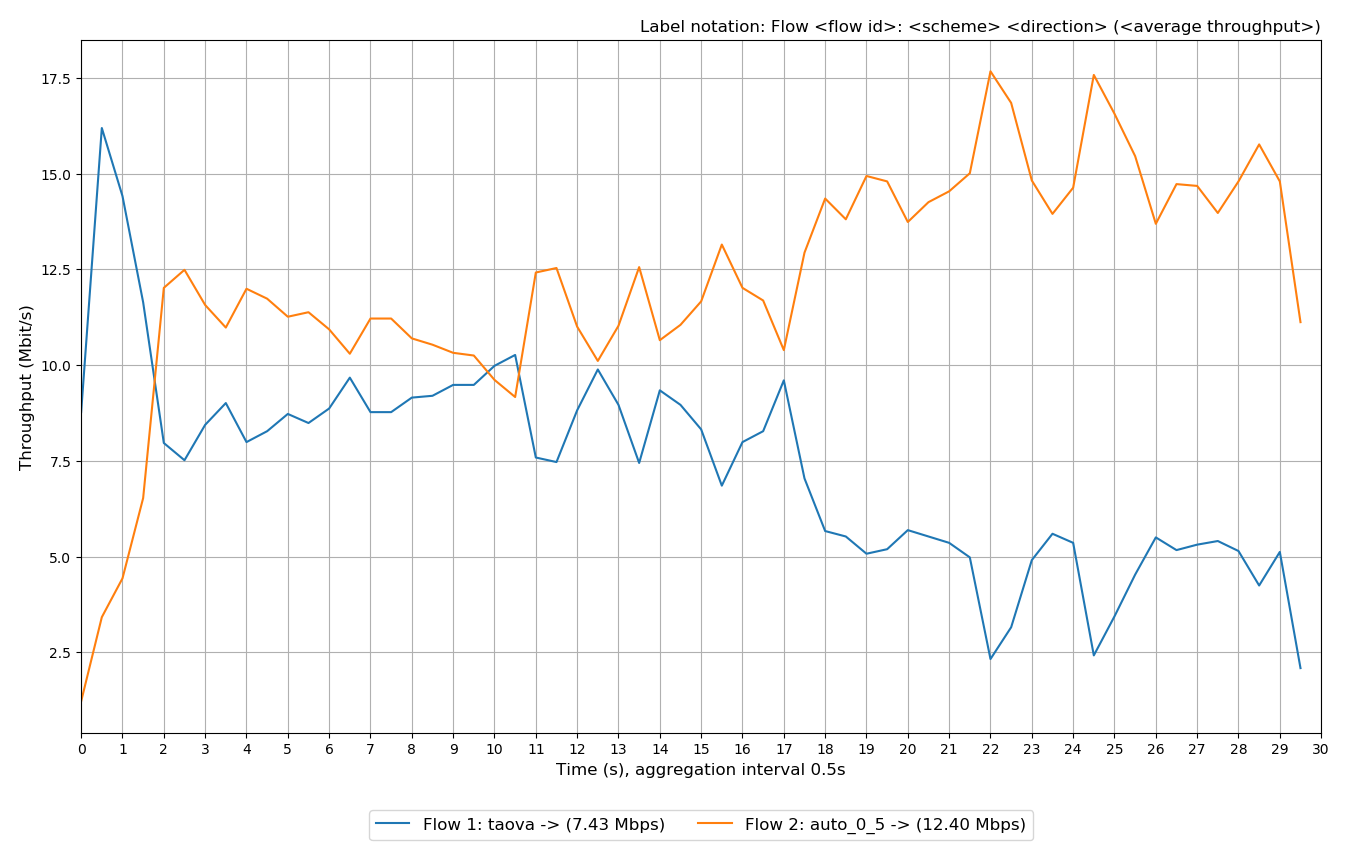 Label notation: Flow <flow id>: <scheme> <direction> (<average throughput>)
17.5
15.0
12.5
10.0
7.5
5.0
2.5
Throughput (Mbit/s)
0 1 2 3 4 5 6 7 8 9 10 11 12 13 14 15 16 17 18 19 20 21 22 23 24 25 26 27 28 29 30
Time (s), aggregation interval 0.5s
Flow 1: taova -> (7.43 Mbps) Flow 2: auto_0_5 -> (12.40 Mbps)